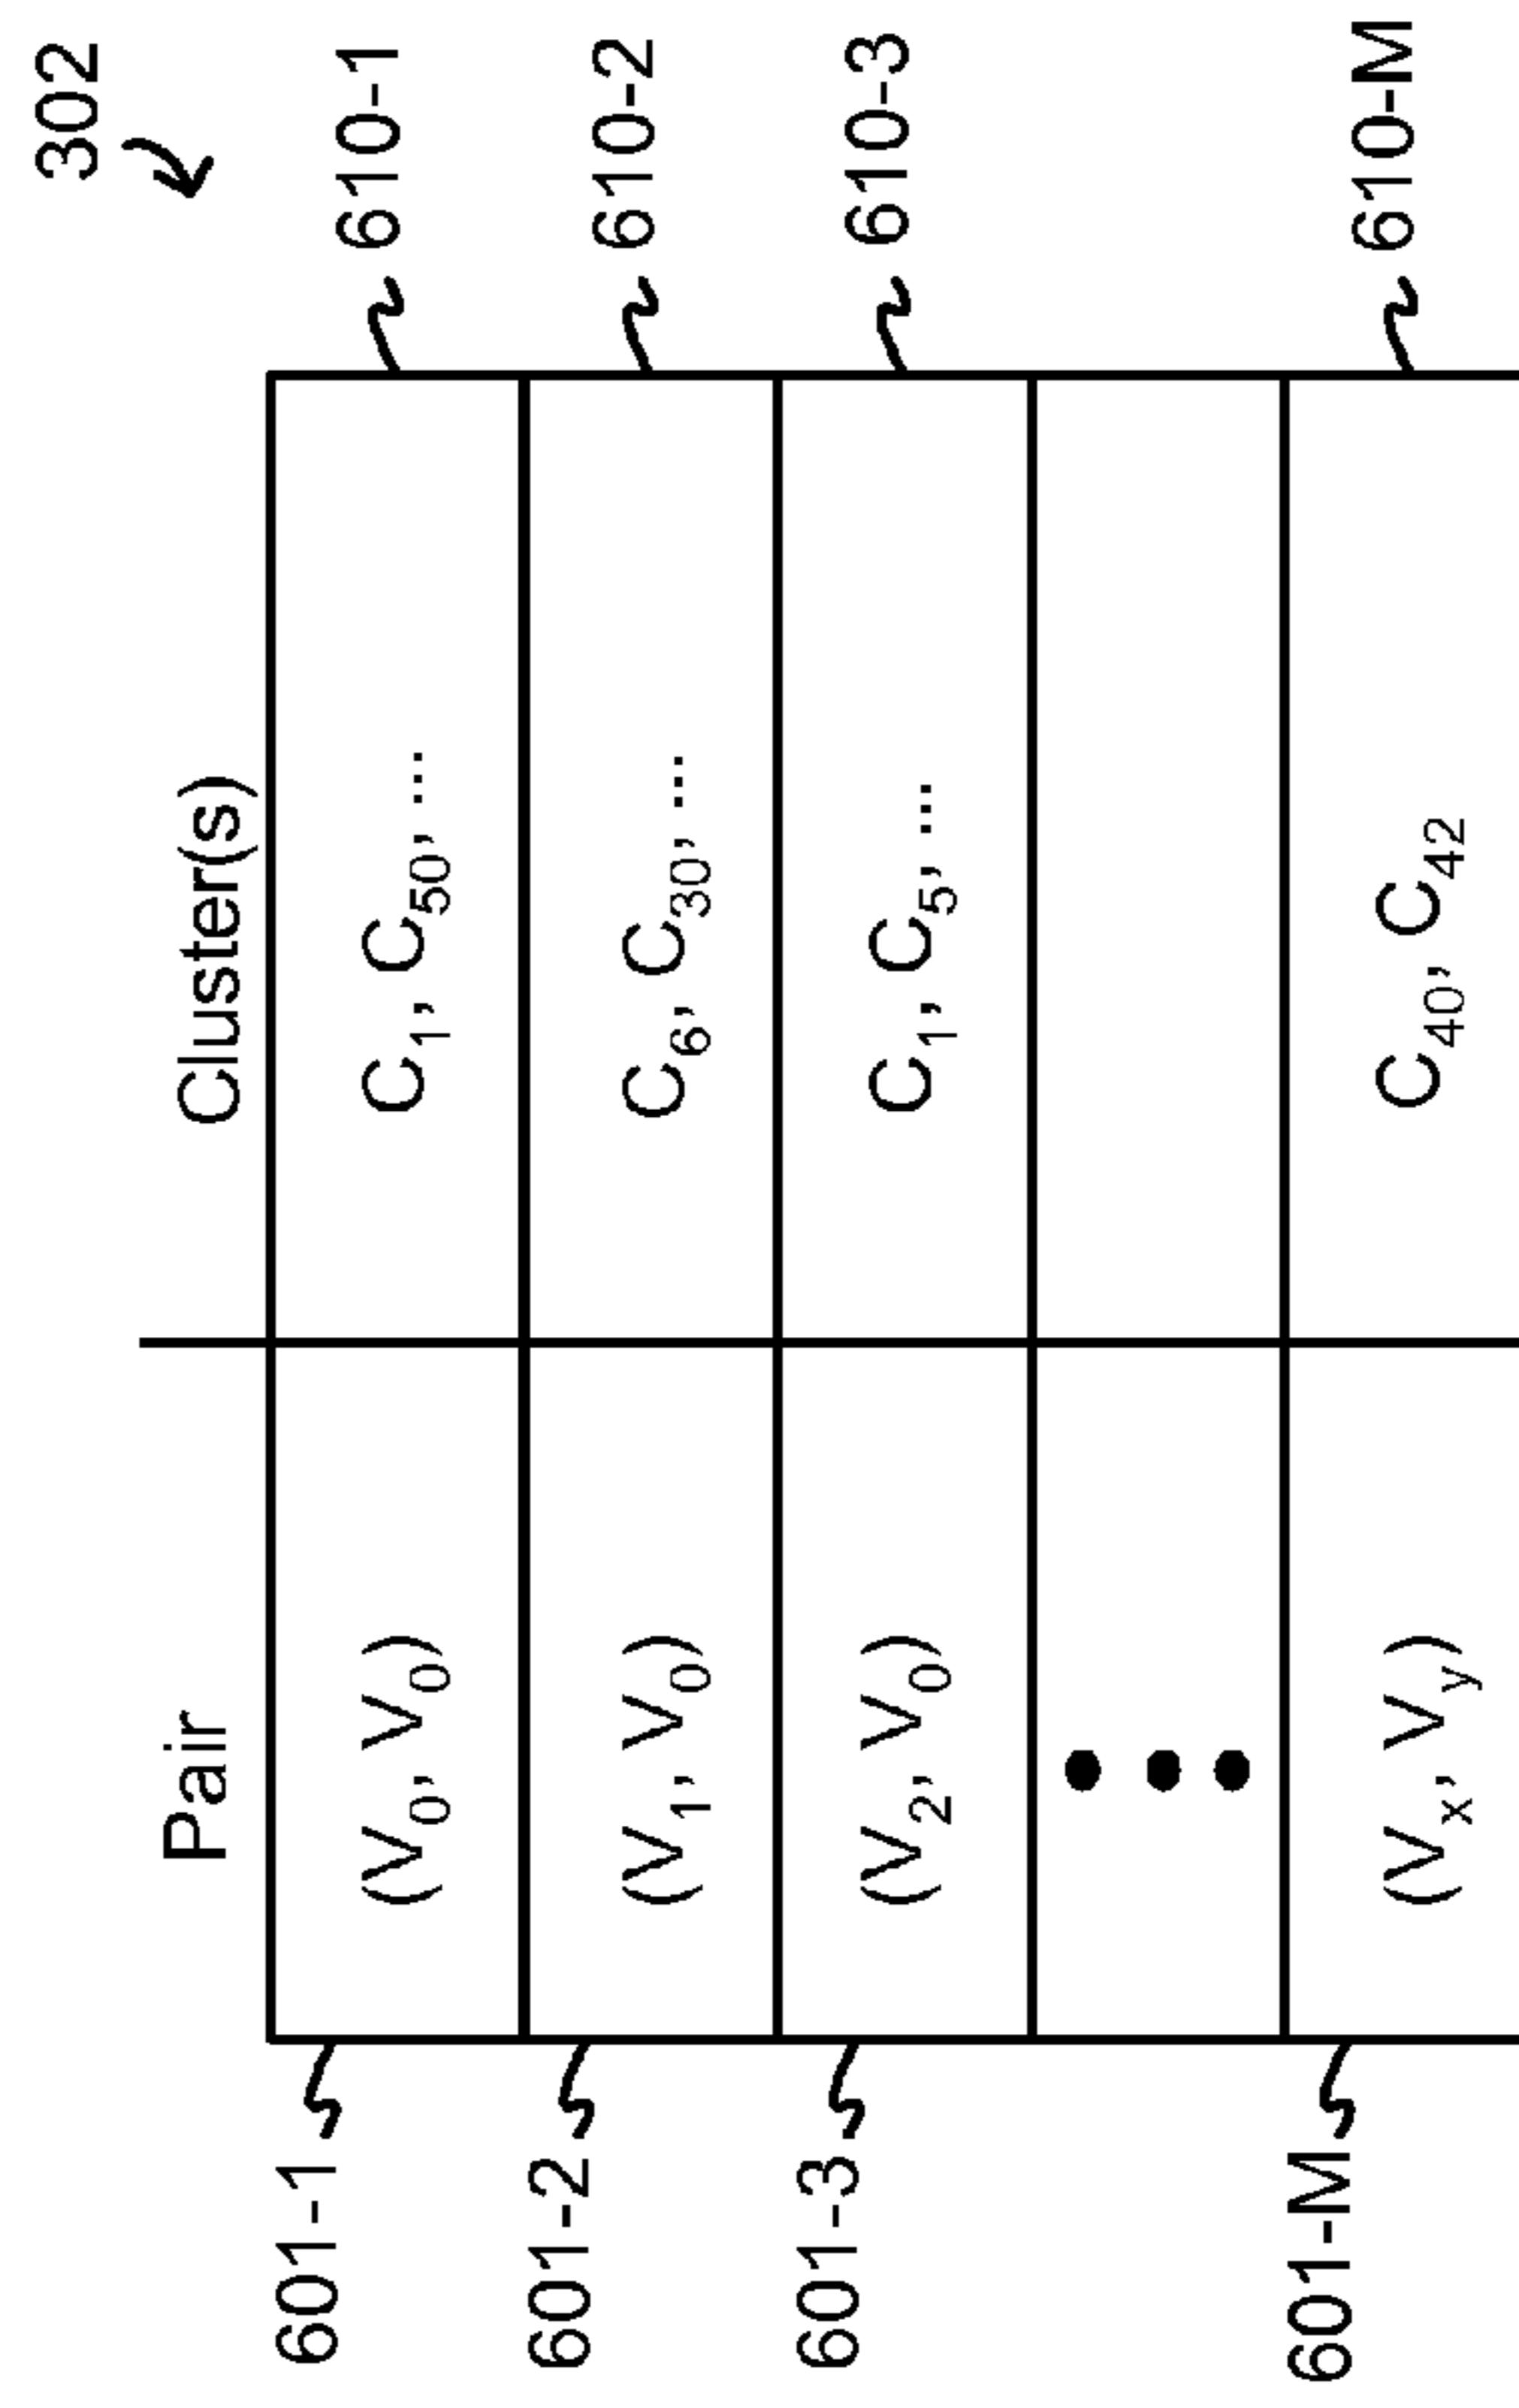 302
Pair Cluster(s)
601-1 (V0, V0) C1, C50, ... 610-1
601-2 (V1, V0) C6, C30, ... 610-2
601-3 (V2, V0) C1, C5, ... 610-3
601-M (Vx, Vy) C40, C42 610-M